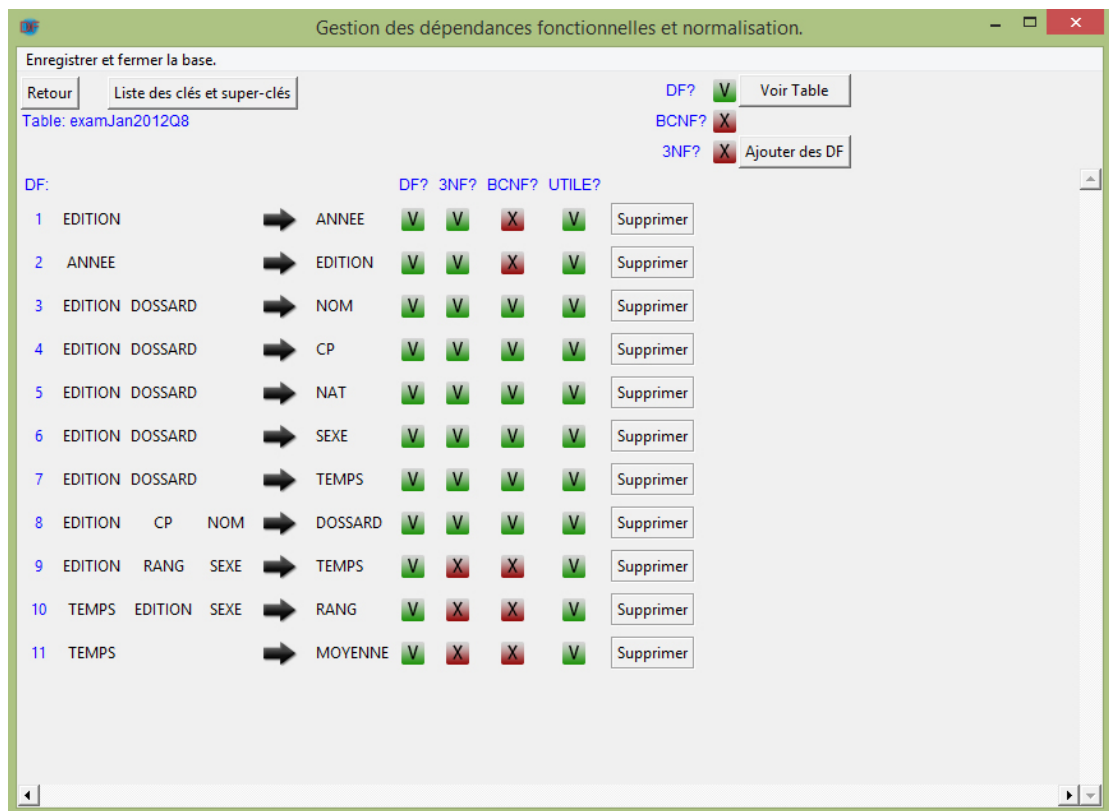 DF Gestion des dépendances fonctionnelles et normalisation.
Enregistrer et fermer la base.
Retour Liste des clés et super-clés DF? V Voir Table
Table: examJan2012Q8 BCNF? X
3NF? X Ajouter des DF
DF: DF? 3NF? BCNF? UTILE?
1 EDITION ANNEE V V X V Supprimer
2 ANNEE EDITION V V X V Supprimer
3 EDITION DOSSARD NOM V V V V Supprimer
4 EDITION DOSSARD CP V V V V Supprimer
5 EDITION DOSSARD NAT V V V V Supprimer
6 EDITION DOSSARD SEXE V V V V Supprimer
7 EDITION DOSSARD TEMPS V V V V Supprimer
8 EDITION CP NOM DOSSARD V V V V Supprimer
9 EDITION RANG SEXE TEMPS V X X V Supprimer
10 TEMPS EDITION SEXE RANG V X X V Supprimer
11 TEMPS MOYENNE V X X V Supprimer